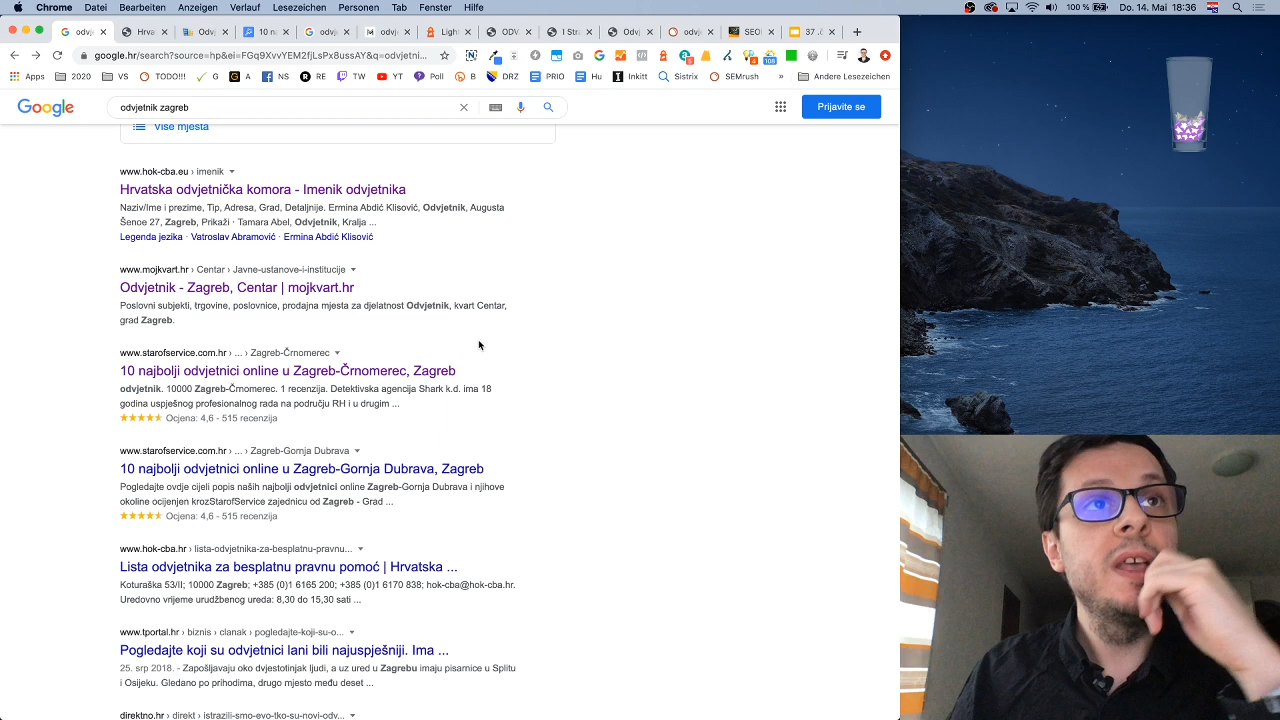 Chrome Datei Bearbeiten Anzeigen Verlauf Lesezeichen Personen Tab Fenster Hilfe
100 % Do. 14. Mai 18:36
google.hr/search?source=hp&ei=
Apps 2020 VS TODO!!! G A NS RE TW YT Poll B DRZ PRIO Hu Inkitt Sistrix SEMrush » Andere Lesezeichen
Google odvjetnik zagreb Prijavite se
Više mjesta
www.hok-cba.eu › imenik
Hrvatska odvjetnička komora - Imenik odvjetnika
Naziv/Ime i prezime, Tip, Adresa, Grad, Detaljnije. Ermina Abdić Klisović, Odvjetnik, Augusta
Šenoe 27, Zagreb, Prikaži · Tamara Abel, Odvjetnik, Kralja ...
Legenda jezika · Vatroslav Abramović · Ermina Abdić Klisović
www.mojkvart.hr › Centar › Javne-ustanove-i-institucije
Odvjetnik - Zagreb, Centar | mojkvart.hr
Poslovni subjekti, trgovine, poslovnice, prodajna mjesta za djelatnost Odvjetnik, kvart Centar,
grad Zagreb.
www.starofservice.com.hr › ... › Zagreb-Črnomerec
10 najbolji odvjetnici online u Zagreb-Črnomerec, Zagreb
odvjetnik. 10000 Zagreb-Črnomerec. 1 recenzija. Detektivska agencija Shark k.d. ima 18
godina uspješnog profesionalnog rada na području RH i u drugim ...
Ocjena: 4,6 - 515 recenzija
www.starofservice.com.hr › ... › Zagreb-Gornja Dubrava
10 najbolji odvjetnici online u Zagreb-Gornja Dubrava, Zagreb
Pogledajte ovdje cijeli popis naših najbolji odvjetnici online Zagreb-Gornja Dubrava i njihove
okoline ocijenjen krozStarofService zajednicu od Zagreb - Grad ...
Ocjena: 4,6 - 515 recenzija
www.hok-cba.hr › lista-odvjetnika-za-besplatnu-pravnu...
Lista odvjetnika za besplatnu pravnu pomoć | Hrvatska ...
Koturaška 53/II; 10000 Zagreb; +385 (0)1 6165 200; +385 (0)1 6170 838; hok-cba@hok-cba.hr.
Uredovno vrijeme urudžbenog ureda: 8,30 do 15,30 sati ...
www.tportal.hr › biznis › clanak › pogledajte-koji-su-o...
Pogledajte koji su odvjetnici lani bili najuspješniji. Ima ...
25. srp 2018. - Zapošljavaju oko dvjestotinjak ljudi, a uz ured u Zagrebu imaju pisarnice u Splitu
i Osijeku. Gledano po prihodima, drugo mjesto među deset ...
direktno.hr › direkt › istrazili-smo-evo-tko-su-novi-odv...